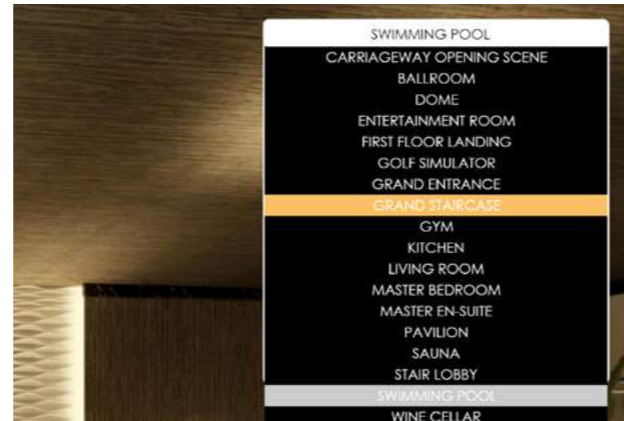 SWIMMING POOL
CARRIAGEWAY OPENING SCENE
BALLROOM
DOME
ENTERTAINMENT ROOM
FIRST FLOOR LANDING
GOLF SIMULATOR
GRAND ENTRANCE
GRAND STAIRCASE
GYM
KITCHEN
LIVING ROOM
MASTER BEDROOM
MASTER EN-SUITE
PAVILION
SAUNA
STAIR LOBBY
SWIMMING POOL
WINE CELLAR